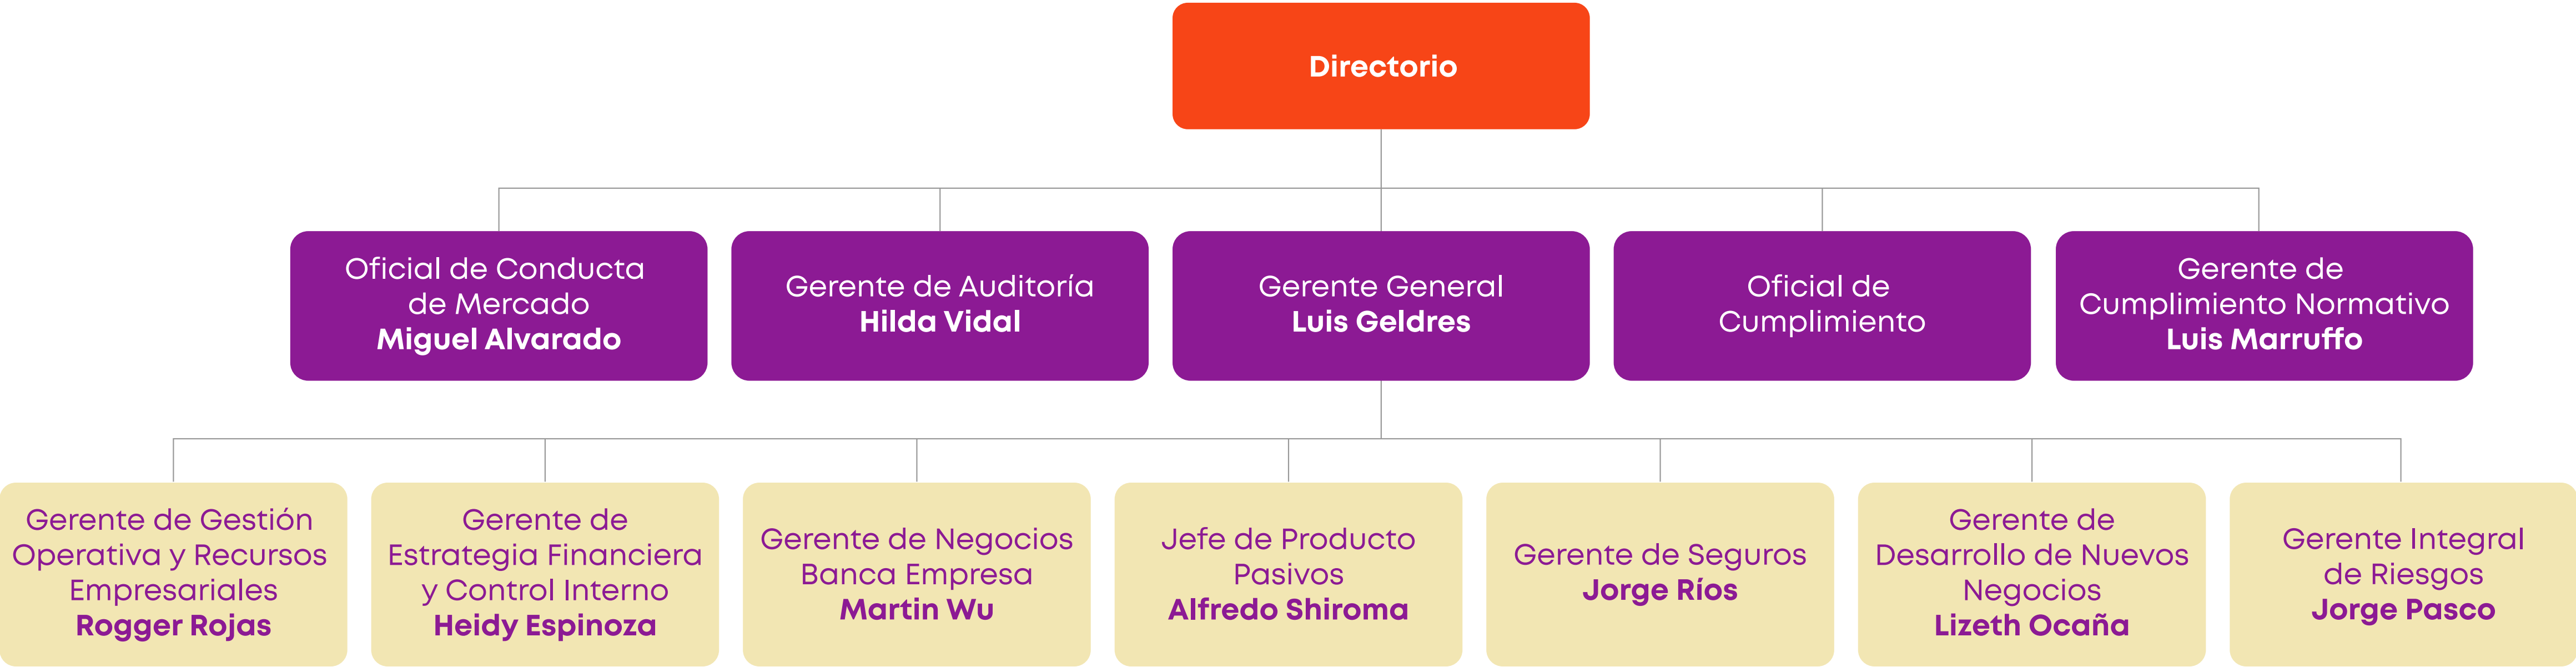 Directorio
Oficial de Conducta
de Mercado
Miguel Alvarado
Gerente de Auditoría
Hilda Vidal
Gerente General
Luis Geldres
Oficial de
Cumplimiento
Gerente de
Cumplimiento Normativo
Luis Marruffo
Gerente de Gestión
Operativa y Recursos
Empresariales
Rogger Rojas
Gerente de
Estrategia Financiera
y Control Interno
Heidy Espinoza
Gerente de Negocios
Banca Empresa
Martin Wu
Jefe de Producto
Pasivos
Alfredo Shiroma
Gerente de Seguros
Jorge Ríos
Gerente de
Desarrollo de Nuevos
Negocios
Lizeth Ocaña
Gerente Integral
de Riesgos
Jorge Pasco